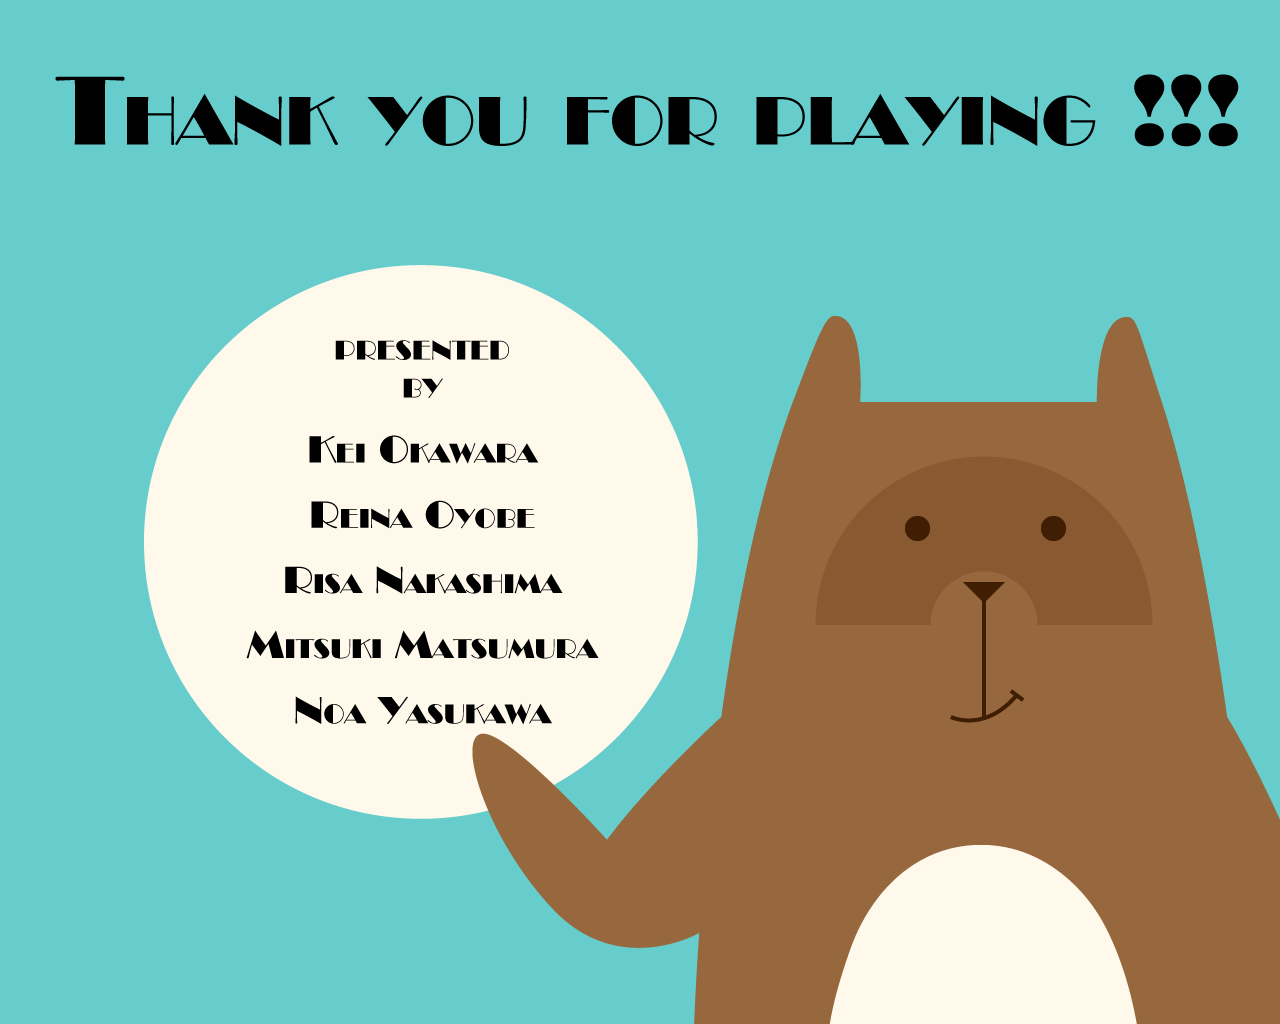 Thank you for playing !!!
presented
by
Kei Okawara
Reina Oyobe
Risa Nakashima
Mitsuki Matsumura
Noa Yasukawa